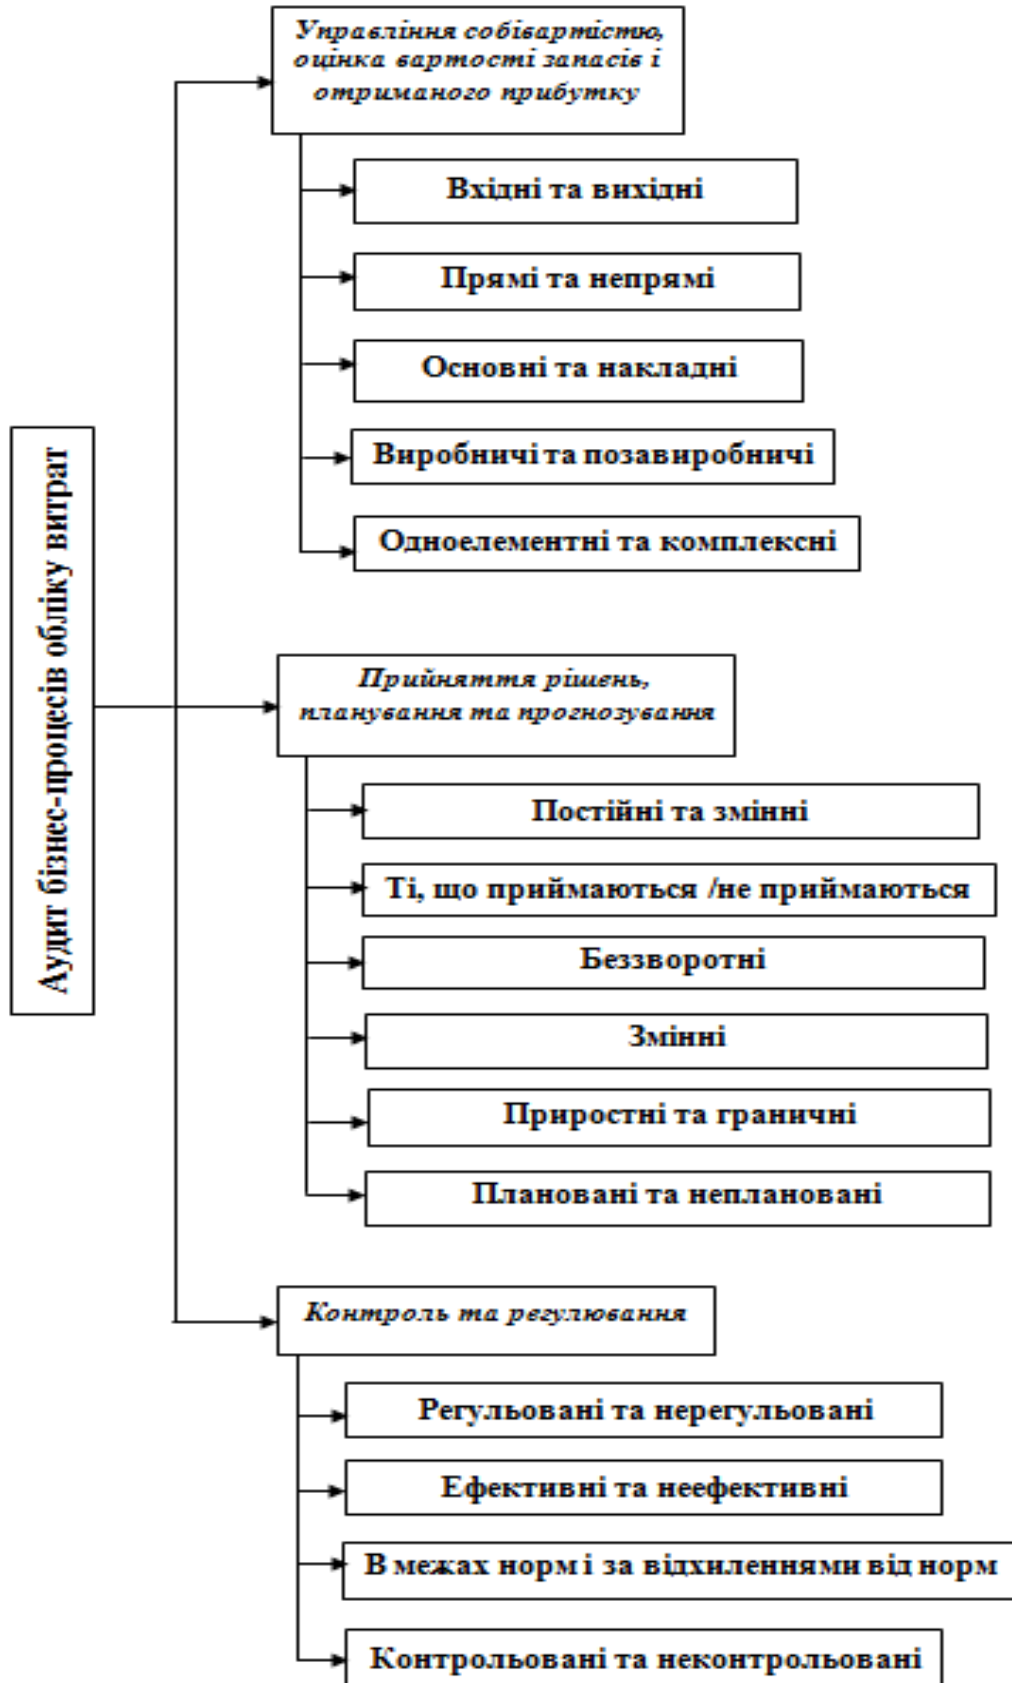 Аудит бізнес-процесів обліку витрат
Управління собівартістю,
оцінка вартості запасів і
отриманого прибутку
Вхідні та вихідні
Прямі та непрямі
Основні та накладні
Виробничі та позавиробничі
Одноелементні та комплексні
Прийняття рішень,
планування та прогнозування
Постійні та змінні
Ті, що приймаються /не приймаються
Беззворотні
Змінні
Приростні та граничні
Плановані та неплановані
Контроль та регулювання
Регульовані та нерегульовані
Ефективні та неефективні
В межах норм і за відхиленнями від норм
Контрольовані та неконтрольовані